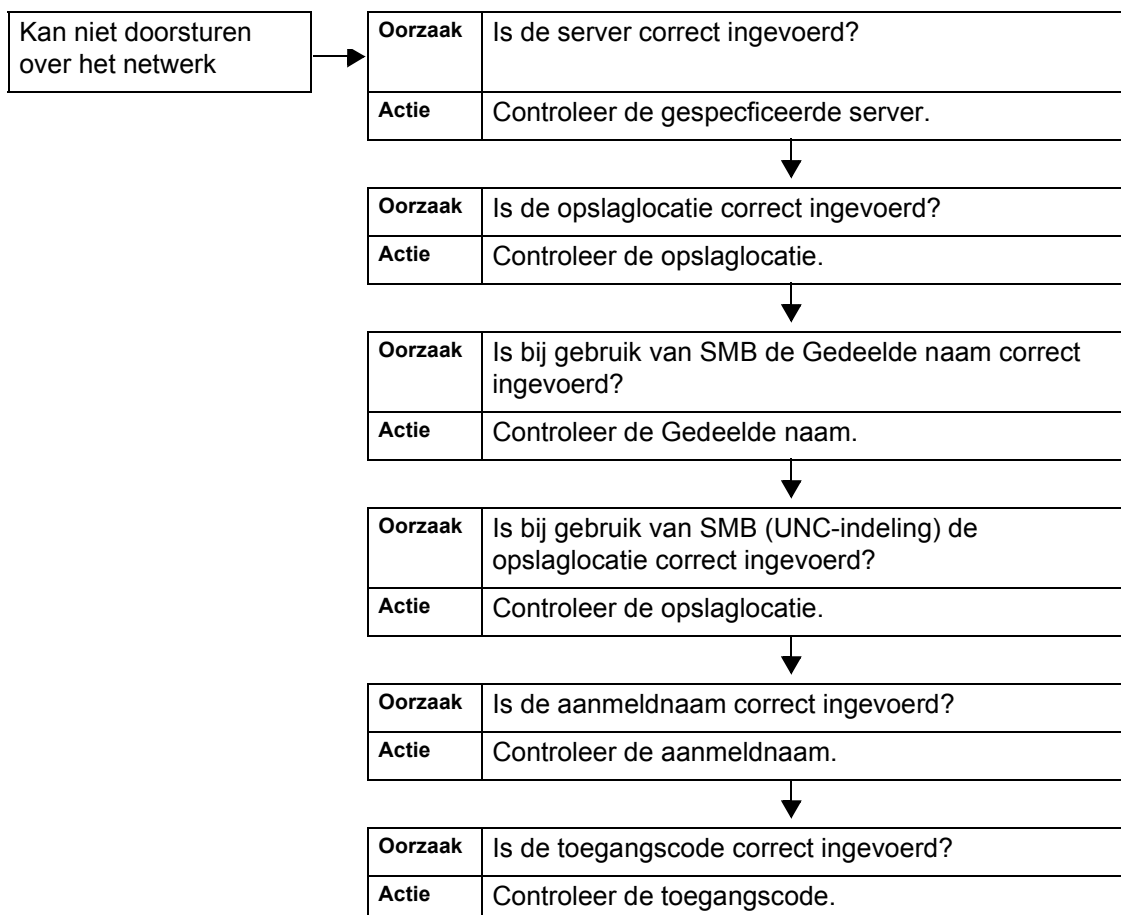 Kan niet doorsturen
over het netwerk
Oorzaak Is de server correct ingevoerd?
Actie Controleer de gespecficeerde server.
Oorzaak Is de opslaglocatie correct ingevoerd?
Actie Controleer de opslaglocatie.
Oorzaak Is bij gebruik van SMB de Gedeelde naam correct
ingevoerd?
Actie Controleer de Gedeelde naam.
Oorzaak Is bij gebruik van SMB (UNC-indeling) de
opslaglocatie correct ingevoerd?
Actie Controleer de opslaglocatie.
Oorzaak Is de aanmeldnaam correct ingevoerd?
Actie Controleer de aanmeldnaam.
Oorzaak Is de toegangscode correct ingevoerd?
Actie Controleer de toegangscode.